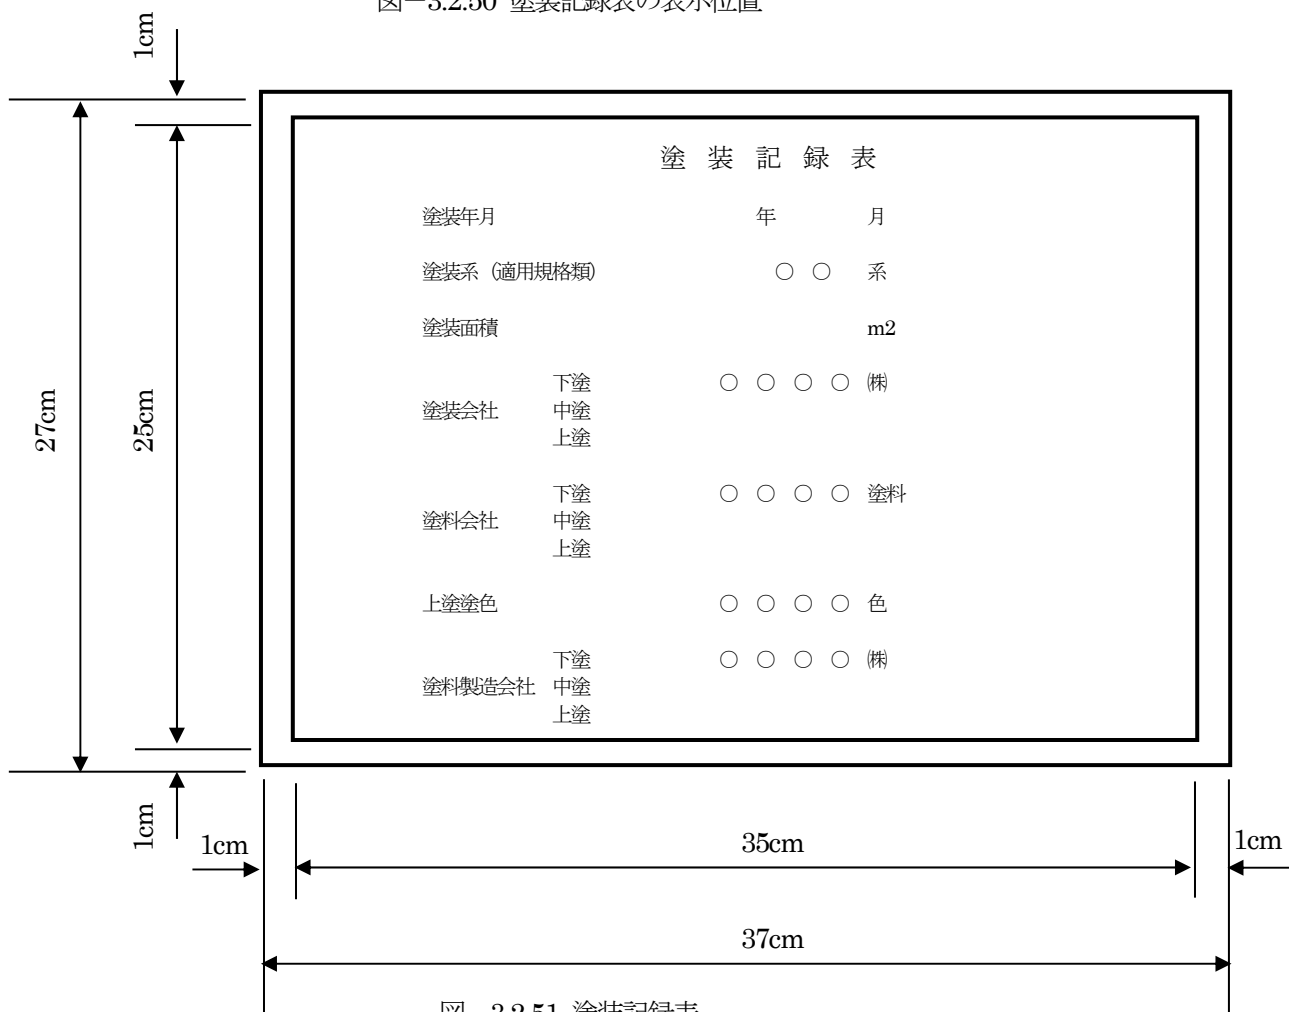 図－3.2.50 塗装記録表の表示位置
1cm
塗 装 記 録 表
塗装年月 年 月
塗装系（適用規格類） ○ ○ 系
塗装面積 m2
下塗 ○ ○ ○ ○ ㈱
塗装会社 中塗
上塗
27cm
25cm
下塗 ○ ○ ○ ○ 塗料
塗料会社 中塗
上塗
上塗塗色 ○ ○ ○ ○ 色
下塗 ○ ○ ○ ○ ㈱
塗料製造会社 中塗
上塗
1cm
1cm
35cm
1cm
37cm
図－3.2.51 塗装記録表